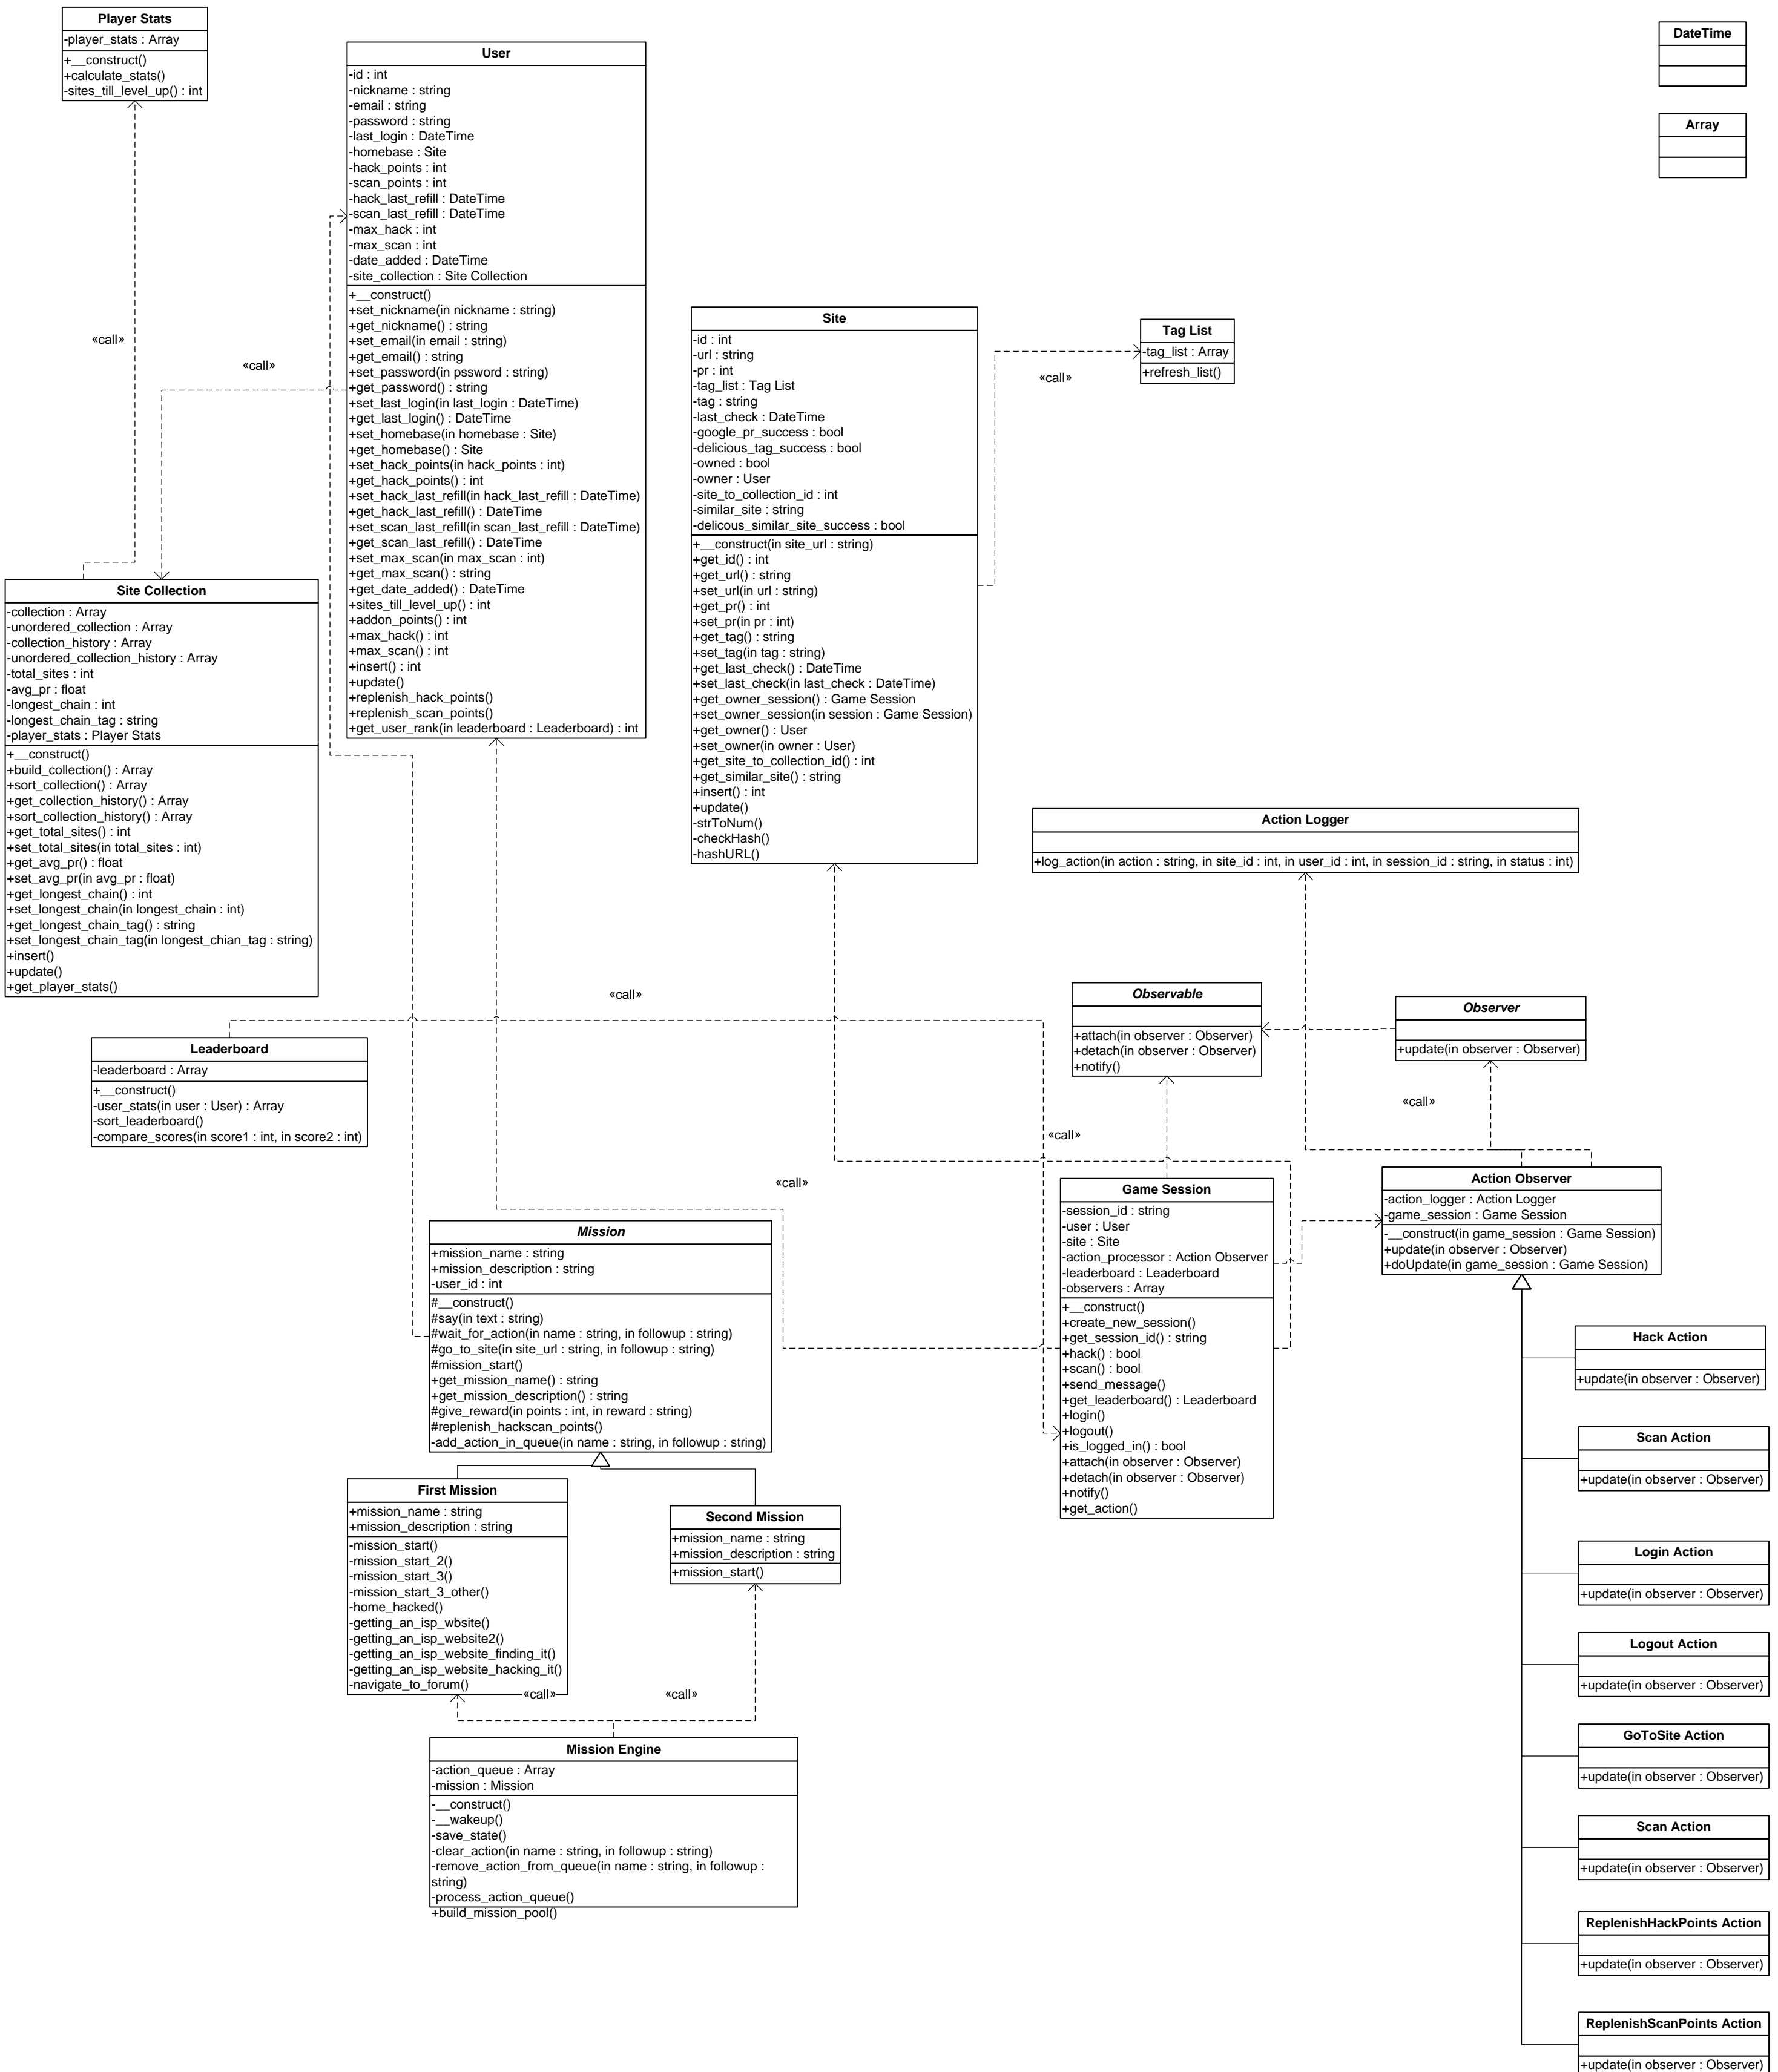 Player Stats
-player_stats : Array
+__construct()
+calculate_stats()
-sites_till_level_up() : int
User
-id : int
-nickname : string
-email : string
-password : string
-last_login : DateTime
-homebase : Site
-hack_points : int
-scan_points : int
-hack_last_refill : DateTime
-scan_last_refill : DateTime
-max_hack : int
-max_scan : int
-date_added : DateTime
-site_collection : Site Collection
+__construct()
+set_nickname(in nickname : string)
+get_nickname() : string
+set_email(in email : string)
+get_email() : string
+set_password(in pssword : string)
+get_password() : string
+set_last_login(in last_login : DateTime)
+get_last_login() : DateTime
+set_homebase(in homebase : Site)
+get_homebase() : Site
+set_hack_points(in hack_points : int)
+get_hack_points() : int
+set_hack_last_refill(in hack_last_refill : DateTime)
+get_hack_last_refill() : DateTime
+set_scan_last_refill(in scan_last_refill : DateTime)
+get_scan_last_refill() : DateTime
+set_max_scan(in max_scan : int)
+get_max_scan() : string
+get_date_added() : DateTime
+sites_till_level_up() : int
+addon_points() : int
+max_hack() : int
+max_scan() : int
+insert() : int
+update()
+replenish_hack_points()
+replenish_scan_points()
+get_user_rank(in leaderboard : Leaderboard) : int
DateTime
Array
«call»
«call»
Site
-id : int
-url : string
-pr : int
-tag_list : Tag List
-tag : string
-last_check : DateTime
-google_pr_success : bool
-delicious_tag_success : bool
-owned : bool
-owner : User
-site_to_collection_id : int
-similar_site : string
-delicous_similar_site_success : bool
+__construct(in site_url : string)
+get_id() : int
+get_url() : string
+set_url(in url : string)
+get_pr() : int
+set_pr(in pr : int)
+get_tag() : string
+set_tag(in tag : string)
+get_last_check() : DateTime
+set_last_check(in last_check : DateTime)
+get_owner_session() : Game Session
+set_owner_session(in session : Game Session)
+get_owner() : User
+set_owner(in owner : User)
+get_site_to_collection_id() : int
+get_similar_site() : string
+insert() : int
+update()
-strToNum()
-checkHash()
-hashURL()
«call»
Tag List
-tag_list : Array
+refresh_list()
Site Collection
-collection : Array
-unordered_collection : Array
-collection_history : Array
-unordered_collection_history : Array
-total_sites : int
-avg_pr : float
-longest_chain : int
-longest_chain_tag : string
-player_stats : Player Stats
+__construct()
+build_collection() : Array
+sort_collection() : Array
+get_collection_history() : Array
+sort_collection_history() : Array
+get_total_sites() : int
+set_total_sites(in total_sites : int)
+get_avg_pr() : float
+set_avg_pr(in avg_pr : float)
+get_longest_chain() : int
+set_longest_chain(in longest_chain : int)
+get_longest_chain_tag() : string
+set_longest_chain_tag(in longest_chian_tag : string)
+insert()
+update()
+get_player_stats()
Action Logger
+log_action(in action : string, in site_id : int, in user_id : int, in session_id : string, in status : int)
«call»
Observable
+attach(in observer : Observer)
+detach(in observer : Observer)
+notify()
Observer
+update(in observer : Observer)
Leaderboard
-leaderboard : Array
+__construct()
-user_stats(in user : User) : Array
-sort_leaderboard()
-compare_scores(in score1 : int, in score2 : int)
«call»
«call»
«call»
Mission
+mission_name : string
+mission_description : string
-user_id : int
#__construct()
#say(in text : string)
#wait_for_action(in name : string, in followup : string)
#go_to_site(in site_url : string, in followup : string)
#mission_start()
+get_mission_name() : string
+get_mission_description() : string
#give_reward(in points : int, in reward : string)
#replenish_hackscan_points()
-add_action_in_queue(in name : string, in followup : string)
Game Session
-session_id : string
-user : User
-site : Site
-action_processor : Action Observer
-leaderboard : Leaderboard
-observers : Array
+__construct()
+create_new_session()
+get_session_id() : string
+hack() : bool
+scan() : bool
+send_message()
+get_leaderboard() : Leaderboard
+login()
+logout()
+is_logged_in() : bool
+attach(in observer : Observer)
+detach(in observer : Observer)
+notify()
+get_action()
Action Observer
-action_logger : Action Logger
-game_session : Game Session
-__construct(in game_session : Game Session)
+update(in observer : Observer)
+doUpdate(in game_session : Game Session)
First Mission
+mission_name : string
+mission_description : string
-mission_start()
-mission_start_2()
-mission_start_3()
-mission_start_3_other()
-home_hacked()
-getting_an_isp_wbsite()
-getting_an_isp_website2()
-getting_an_isp_website_finding_it()
-getting_an_isp_website_hacking_it()
-navigate_to_forum()
Second Mission
+mission_name : string
+mission_description : string
+mission_start()
«call»
«call»
Mission Engine
-action_queue : Array
-mission : Mission
-__construct()
-__wakeup()
-save_state()
-clear_action(in name : string, in followup : string)
-remove_action_from_queue(in name : string, in followup :
string)
-process_action_queue()
+build_mission_pool()
Hack Action
+update(in observer : Observer)
Scan Action
+update(in observer : Observer)
Login Action
+update(in observer : Observer)
Logout Action
+update(in observer : Observer)
GoToSite Action
+update(in observer : Observer)
Scan Action
+update(in observer : Observer)
ReplenishHackPoints Action
+update(in observer : Observer)
ReplenishScanPoints Action
+update(in observer : Observer)